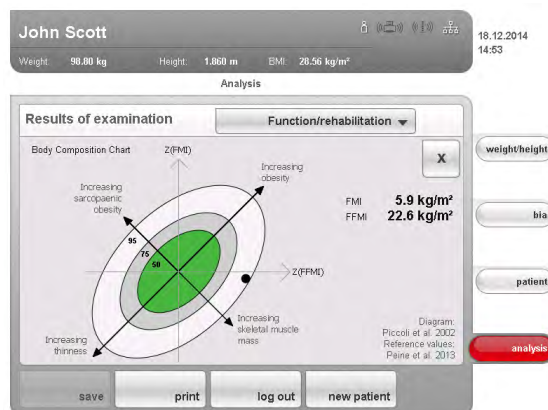 John Scott
Weight: 98.80 kg Height: 1.860 m BMI: 28.56 kg/m²
18.12.2014
14:53
Analysis
Results of examination
Function/rehabilitation
Body Composition Chart
Z(FMI)
x
Increasing
obesity
Increasing
sarcopaenic
obesity
FMI 5.9 kg/m²
FFMI 22.6 kg/m²
95
75
50
Z(FFMI)
Increasing
skeletal muscle
mass
Increasing
thinness
Diagram:
Piccoli et al. 2002
Reference values:
Peine et al. 2013
weight/height
bia
patient
analysis
save
print
log out
new patient